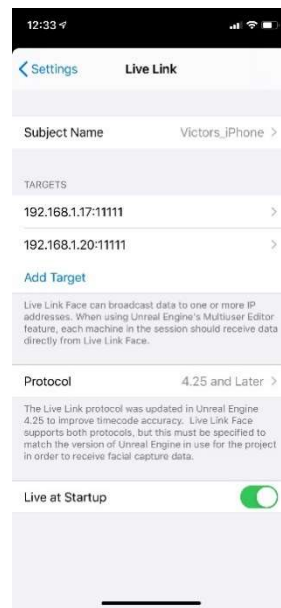 12:33
Settings
Live Link
Subject Name
Victors_iPhone
TARGETS
192.168.1.17:11111
192.168.1.20:11111
Add Target
Live Link Face can broadcast data to one or more IP
addresses. When using Unreal Engine's Multiuser Editor
feature, each machine in the session should receive data
directly from Live Link Face.
Protocol
4.25 and Later
The Live Link protocol was updated in Unreal Engine
4.25 to improve timecode accuracy. Live Link Face
supports both protocols, but this must be specified to
match the version of Unreal Engine in use for the project
in order to receive facial capture data.
Live at Startup